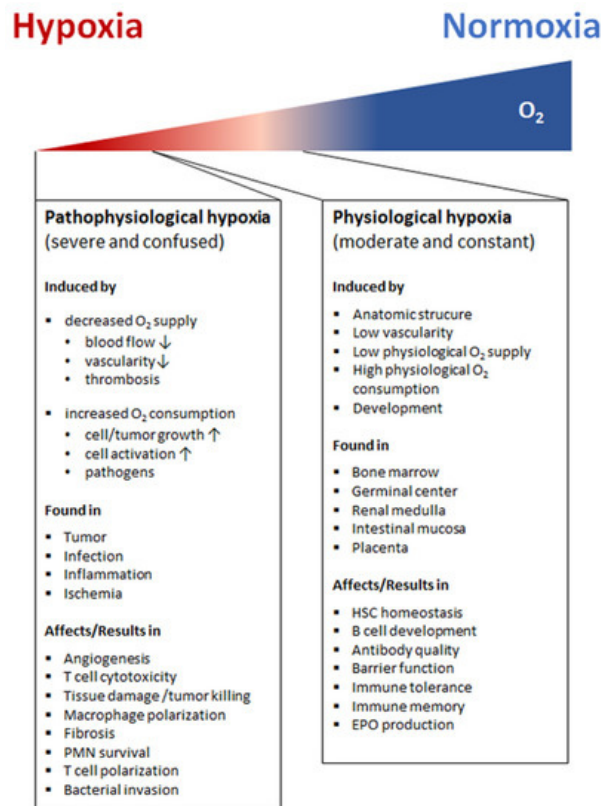 Hypoxia
Normoxia
O₂
Pathophysiological hypoxia
(severe and confused)
Induced by
▪ decreased O₂ supply
• blood flow ↓
• vascularity↓
• thrombosis
▪ increased O₂ consumption
• cell/tumor growth ↑
• cell activation ↑
• pathogens
Found in
▪ Tumor
▪ Infection
▪ Inflammation
▪ Ischemia
Affects/Results in
▪ Angiogenesis
▪ T cell cytotoxicity
▪ Tissue damage /tumor killing
▪ Macrophage polarization
▪ Fibrosis
▪ PMN survival
▪ T cell polarization
▪ Bacterial invasion
Physiological hypoxia
(moderate and constant)
Induced by
▪ Anatomic strucure
▪ Low vascularity
▪ Low physiological O₂ supply
▪ High physiological O₂
consumption
▪ Development
Found in
▪ Bone marrow
▪ Germinal center
▪ Renal medulla
▪ Intestinal mucosa
▪ Placenta
Affects/Results in
▪ HSC homeostasis
▪ B cell development
▪ Antibody quality
▪ Barrier function
▪ Immune tolerance
▪ Immune memory
▪ EPO production